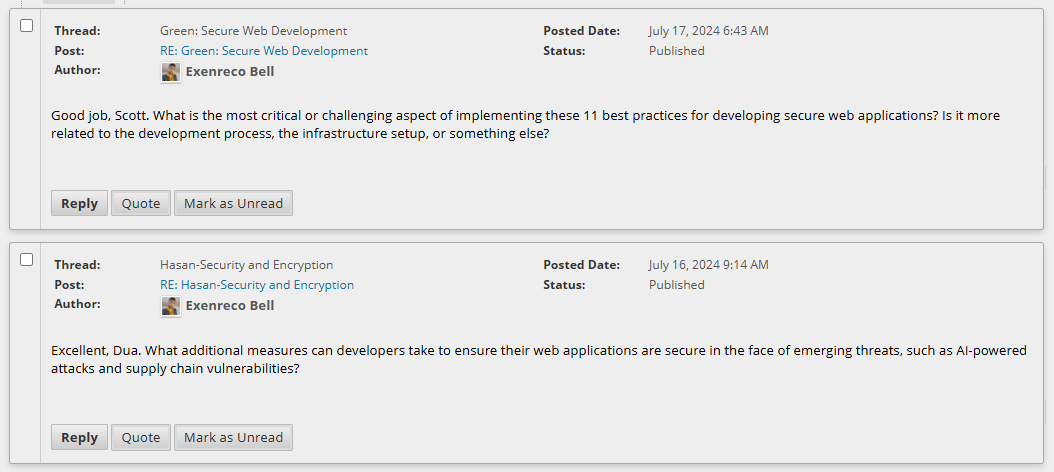 Thread: Green: Secure Web Development Posted Date: July 17, 2024 6:43 AM
Post: RE: Green: Secure Web Development Status: Published
Author: Exenreco Bell
Good job, Scott. What is the most critical or challenging aspect of implementing these 11 best practices for developing secure web applications? Is it more
related to the development process, the infrastructure setup, or something else?
Reply Quote Mark as Unread
Thread: Hasan-Security and Encryption Posted Date: July 16, 2024 9:14 AM
Post: RE: Hasan-Security and Encryption Status: Published
Author: Exenreco Bell
Excellent, Dua. What additional measures can developers take to ensure their web applications are secure in the face of emerging threats, such as AI-powered
attacks and supply chain vulnerabilities?
Reply Quote Mark as Unread